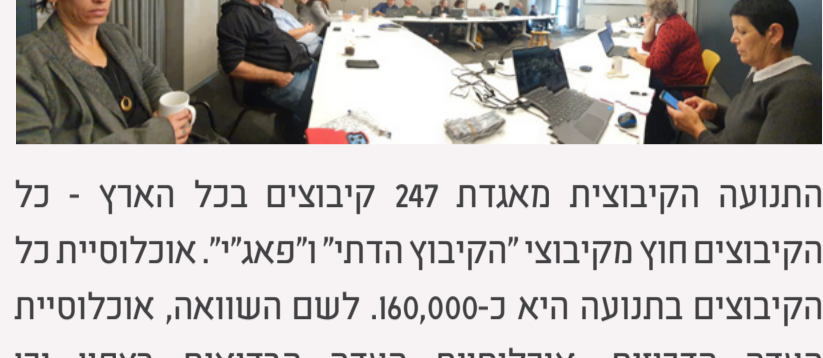 התנועה הקיבוצית מאגדת 247 קיבוצים בכל הארץ - כל
הקיבוצים חוץ מקיבוצי "הקיבוץ הדתי" ו"פאג"י". אוכלוסיית כל
הקיבוצים בתנועה היא כ-160,000. לשם השוואה, אוכלוסיית